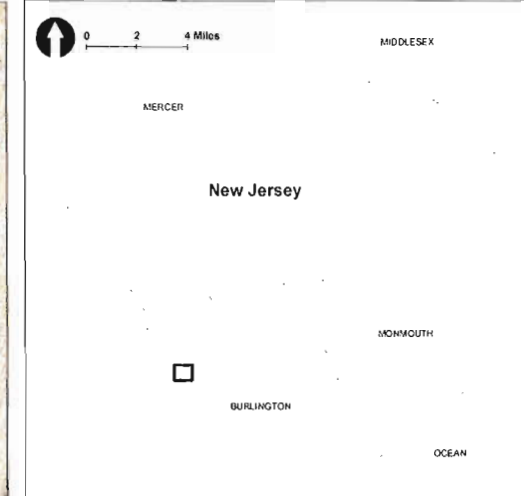 0 2 4 Miles
MIDDLESEX
MERCER
New Jersey
MONMOUTH
BURLINGTON
OCEAN